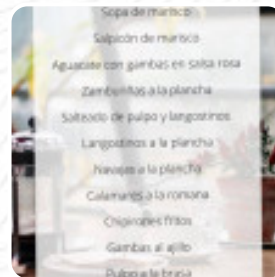 Sopa de marisco
Salpicón de marisco
Aguacate con gambas en salsa rosa
Zamburiñas a la plancha
Salteado de pulpo y langostinos
Langostinos a la plancha
Navajas a la plancha
Calamares a la romana
Chipirones fritos
Gambas al ajillo
Pulpo a la brasa